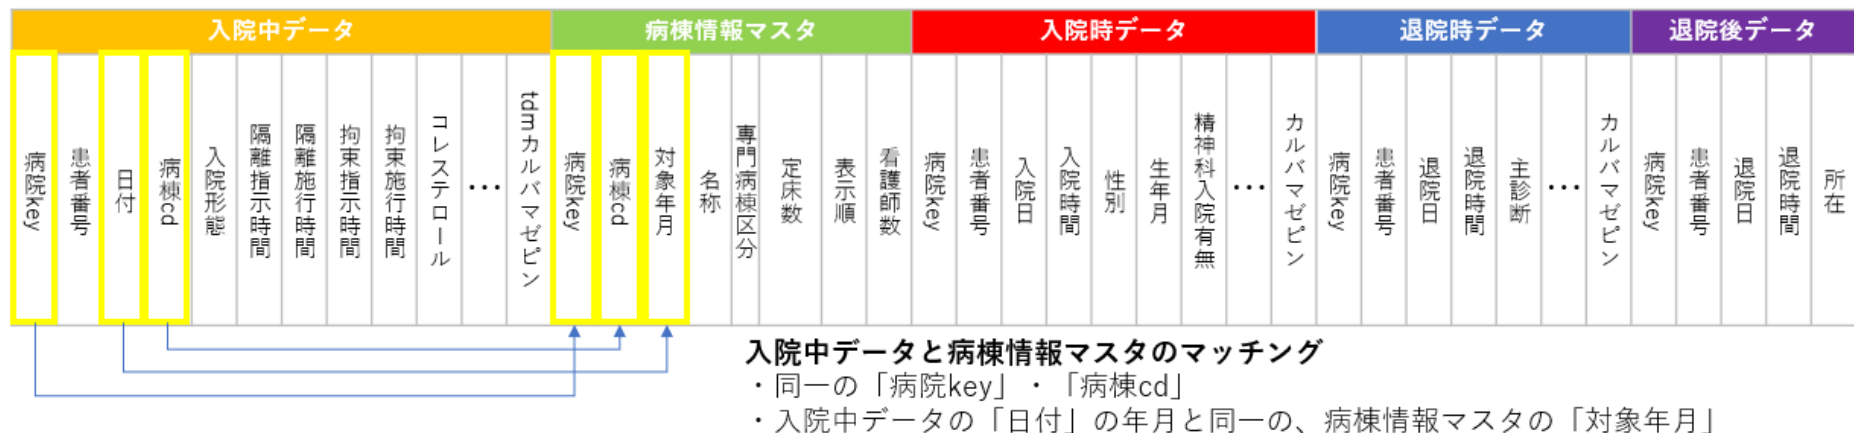 入院中データ
病棟情報マスタ
入院時データ
退院時データ
退院後データ
病院key
患者番号
日付
病棟cd
入院形態
隔離指示時間
隔離施行時間
拘束指示時間
拘束施行時間
コレステロール
…
tdmカルバマゼピン
病院key
病棟cd
対象年月
名称
専門病棟区分
定床数
表示順
看護師数
病院key
患者番号
入院日
入院時間
性別
生年月
精神科入院有無
…
カルバマゼピン
病院key
患者番号
退院日
退院時間
主診断
…
カルバマゼピン
病院key
患者番号
退院日
退院時間
所在
入院中データと病棟情報マスタのマッチング
・同一の「病院key」・「病棟cd」
・入院中データの「日付」の年月と同一の、病棟情報マスタの「対象年月」